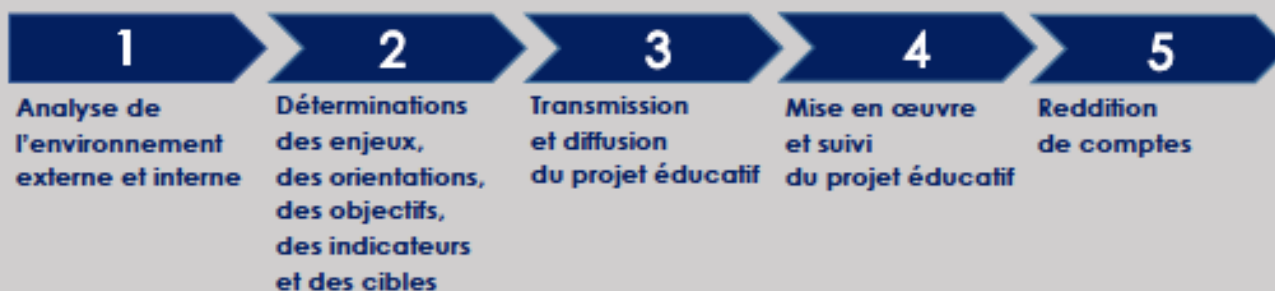 1
Analyse de
l'environnement
externe et interne
2
Déterminations
des enjeux,
des orientations,
des objectifs,
des indicateurs
et des cibles
3
Transmission
et diffusion
du projet éducatif
4
Mise en œuvre
et suivi
du projet éducatif
5
Reddition
de comptes